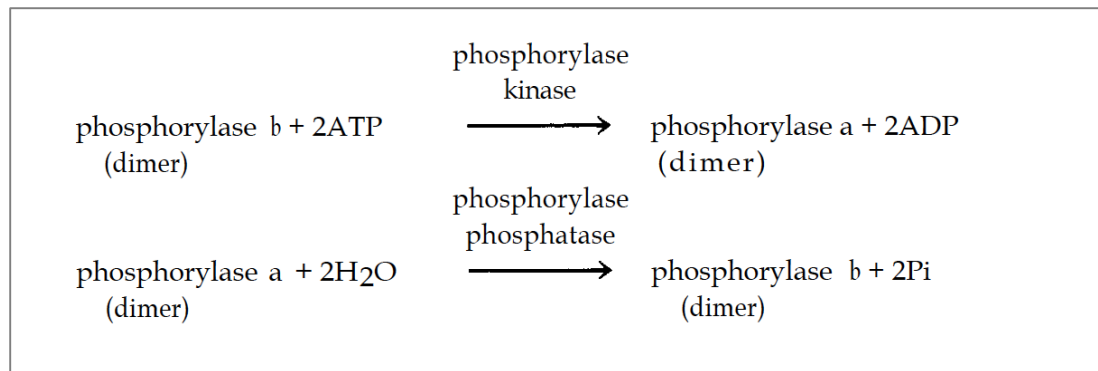 phosphorylase
kinase
phosphorylase b + 2ATP phosphorylase a + 2ADP
(dimer) (dimer)
phosphorylase
phosphatase
phosphorylase a + 2H2O phosphorylase b + 2Pi
(dimer) (dimer)